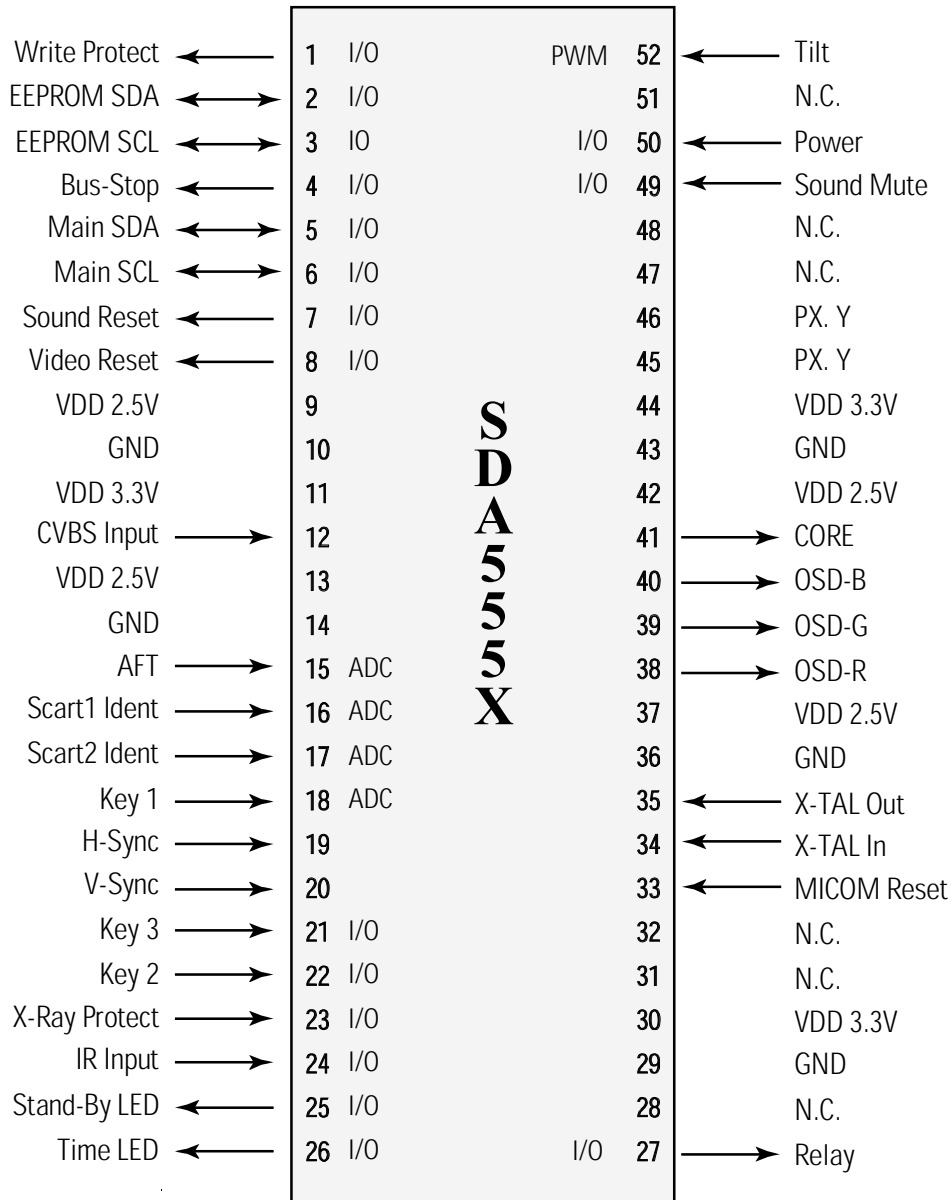 Write Protect 1 I/O PWM 52 Tilt
EEPROM SDA 2 I/O 51 N.C.
EEPROM SCL 3 IO I/O 50 Power
Bus-Stop 4 I/O I/O 49 Sound Mute
Main SDA 5 I/O 48 N.C.
Main SCL 6 I/O 47 N.C.
Sound Reset 7 I/O 46 PX. Y
Video Reset 8 I/O 45 PX. Y
VDD 2.5V 9 44 VDD 3.3V
GND 10 43 GND
VDD 3.3V 11 42 VDD 2.5V
CVBS Input 12 41 CORE
VDD 2.5V 13 40 OSD-B
GND 14 39 OSD-G
AFT 15 ADC 38 OSD-R
Scart1 Ident 16 ADC 37 VDD 2.5V
Scart2 Ident 17 ADC 36 GND
Key 1 18 ADC 35 X-TAL Out
H-Sync 19 34 X-TAL In
V-Sync 20 33 MICOM Reset
Key 3 21 I/O 32 N.C.
Key 2 22 I/O 31 N.C.
X-Ray Protect 23 I/O 30 VDD 3.3V
IR Input 24 I/O 29 GND
Stand-By LED 25 I/O 28 N.C.
Time LED 26 I/O I/O 27 Relay
SDA555X